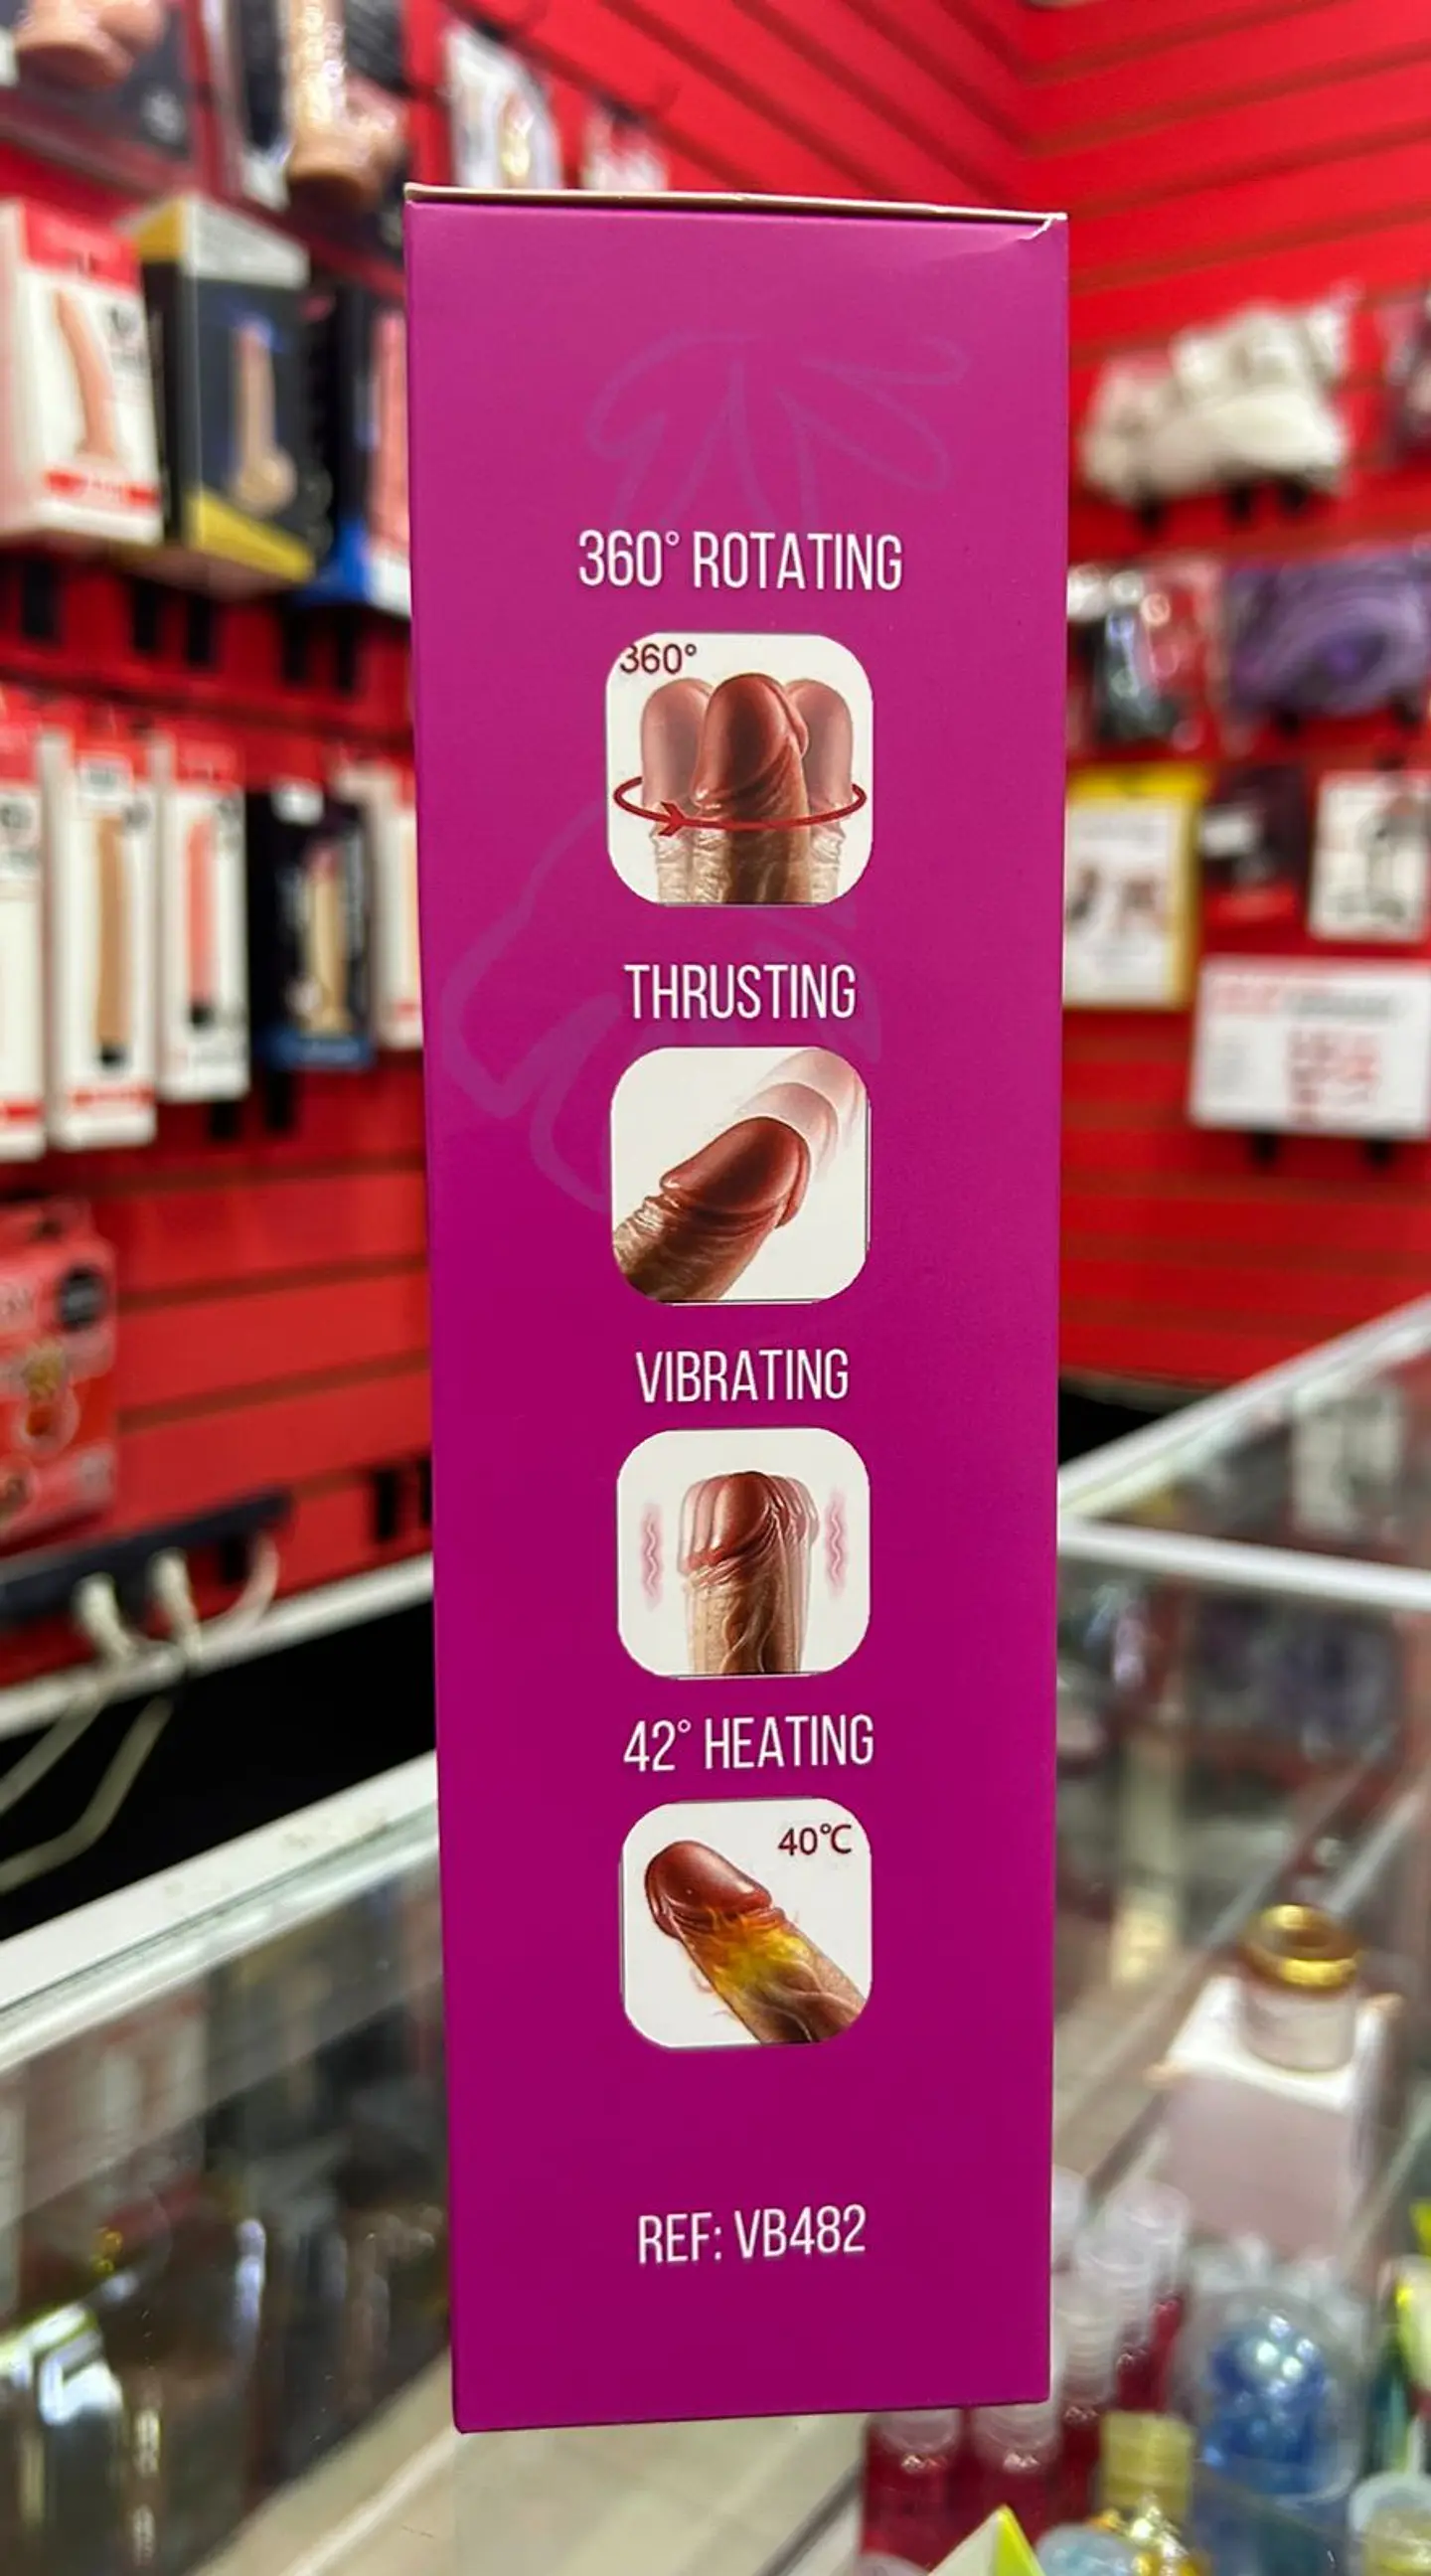 360° ROTATING
360°
THRUSTING
VIBRATING
42° HEATING
40℃
REF: VB482